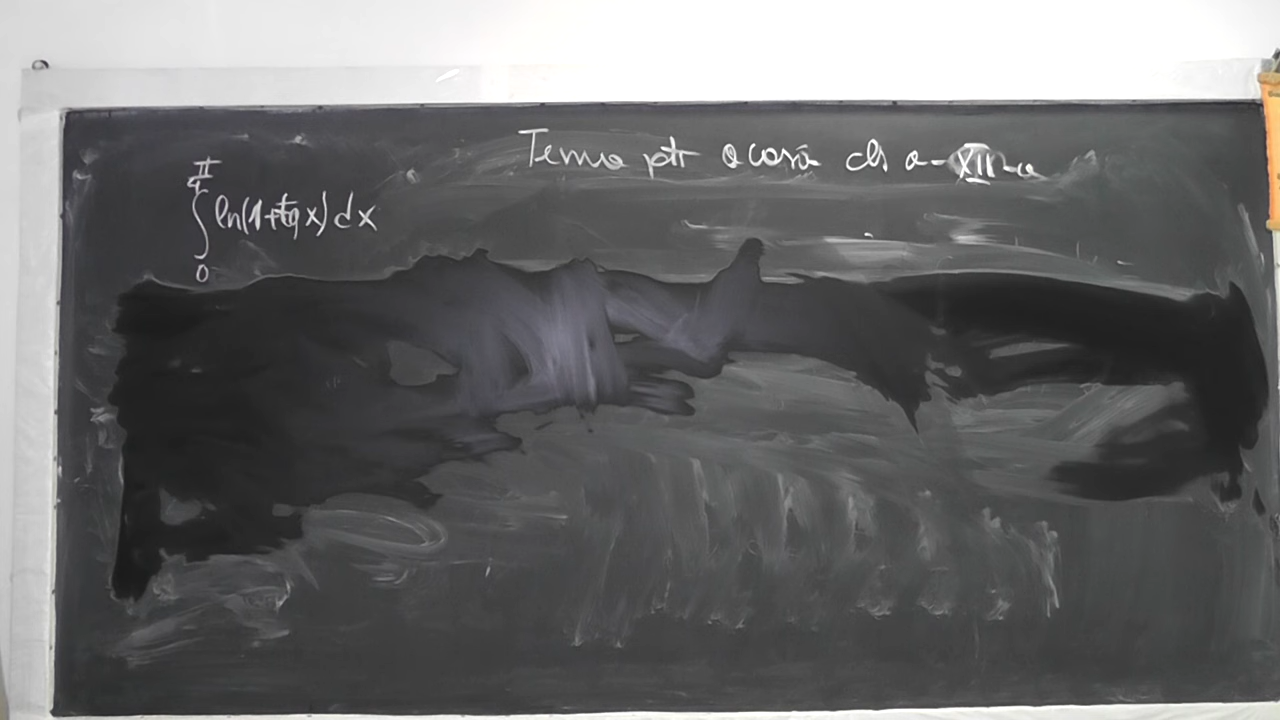 Tema ptr acasă cls a-XII-a
π/4
∫ ln(1+tg x) dx
0